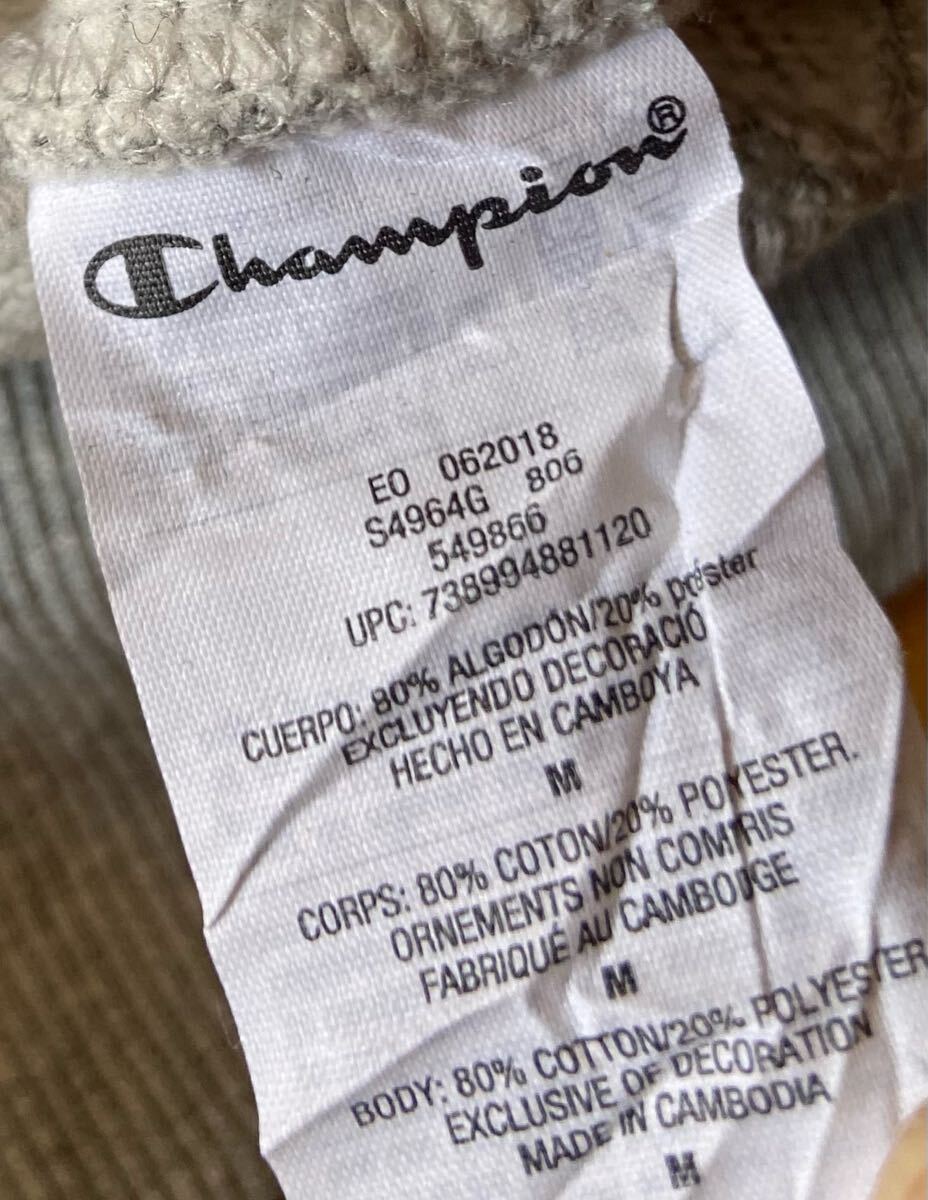 Champion®
EO 062018
S4964G 806
549866
UPC: 738994881120
CUERPO: 80% ALGODÓN/20%
EXCLUYENDO DECORACIÓ
HECHO EN CAMBOYA
M
CORPS: 80% COTON/20% POLYESTER.
ORNEMENTS NON COMPRIS
FABRIQUÉ AU CAMBODGE
M
BODY: 80% COTTON/20% POLYESTER
EXCLUSIVE OF DECORATION
MADE IN CAMBODIA
M